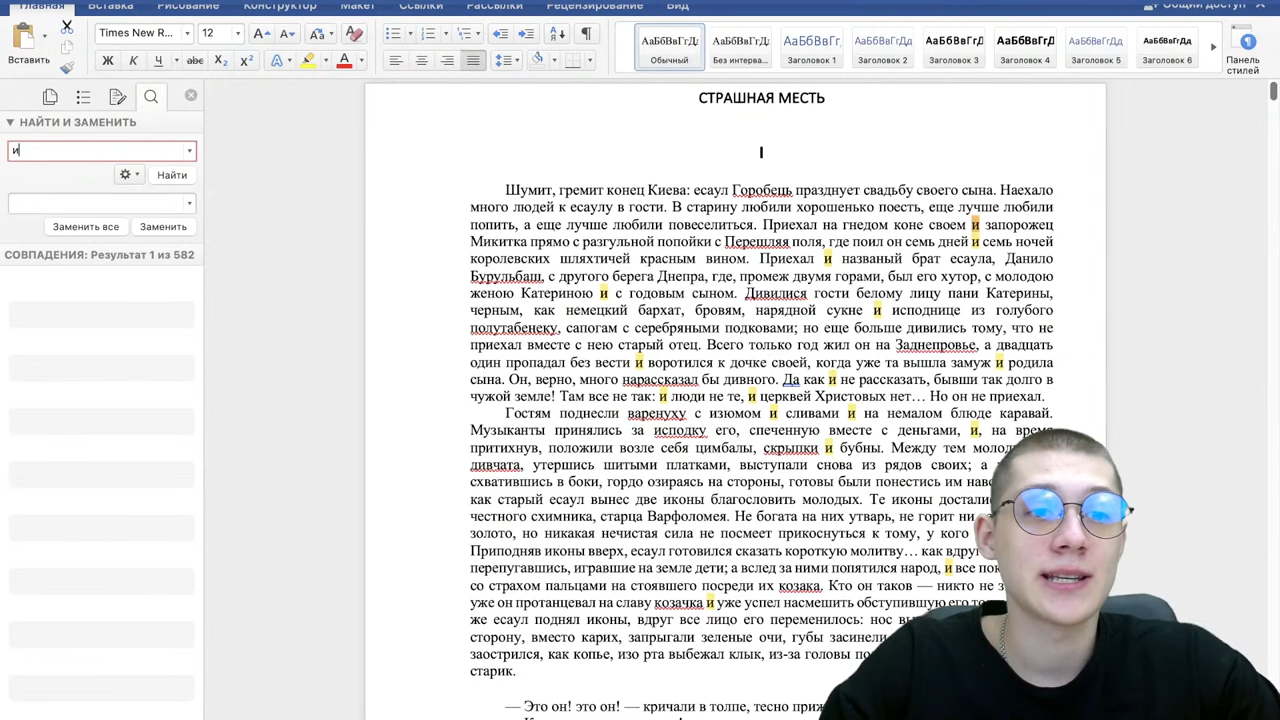 Главная Вставка Рисование Конструктор Макет Ссылки Рассылки Рецензирование Вид Общий доступ
Times New R... 12
Вставить
АаБбВвГгДд АаБбВвГгДд АаБбВвГг, АаБбВвГгДд АаБбВвГгДд АаБбВвГгДд АаБбВвГгДд АаБбВвГгДд
Обычный Без интерва... Заголовок 1 Заголовок 2 Заголовок 3 Заголовок 4 Заголовок 5 Заголовок 6
Панель
стилей
НАЙТИ И ЗАМЕНИТЬ
и
Найти
Заменить все Заменить
СОВПАДЕНИЯ: Результат 1 из 582
СТРАШНАЯ МЕСТЬ
I
Шумит, гремит конец Киева: есаул Горобець празднует свадьбу своего сына. Наехало
много людей к есаулу в гости. В старину любили хорошенько поесть, еще лучше любили
попить, а еще лучше любили повеселиться. Приехал на гнедом коне своем и запорожец
Микитка прямо с разгульной попойки с Перешляя поля, где поил он семь дней и семь ночей
королевских шляхтичей красным вином. Приехал и названый брат есаула, Данило
Бурульбаш, с другого берега Днепра, где, промеж двумя горами, был его хутор, с молодою
женою Катериною и с годовым сыном. Дивилися гости белому лицу пани Катерины,
черным, как немецкий бархат, бровям, нарядной сукне и исподнице из голубого
полутабенеку, сапогам с серебряными подковами; но еще больше дивились тому, что не
приехал вместе с нею старый отец. Всего только год жил он на Заднепровье, а двадцать
один пропадал без вести и воротился к дочке своей, когда уже та вышла замуж и родила
сына. Он, верно, много нарассказал бы дивного. Да как и не рассказать, бывши так долго в
чужой земле! Там все не так: и люди не те, и церквей Христовых нет… Но он не приехал.
Гостям поднесли варенуху с изюмом и сливами и на немалом блюде каравай.
Музыканты принялись за исподку его, спеченную вместе с деньгами, и, на время
притихнув, положили возле себя цимбалы, скрыпки и бубны. Между тем
дивчата, утершись шитыми платками, выступали снова из рядов своих; а
схватившись в боки, гордо озираясь на стороны, готовы были понестись им
как старый есаул вынес две иконы благословить молодых. Те иконы
честного схимника, старца Варфоломея. Не богата на них утварь, не горит ни
золото, но никакая нечистая сила не посмеет прикоснуться к тому, у кого
Приподняв иконы вверх, есаул готовился сказать короткую молитву… как
перепугавшись, игравшие на земле дети; а вслед за ними попятился народ, и все
со страхом пальцами на стоявшего посреди их козака. Кто он таков — никто не
уже он протанцевал на славу козачка и уже успел насмешить обступившую его
же есаул поднял иконы, вдруг все лицо его переменилось: нос
сторону, вместо карих, запрыгали зеленые очи, губы засинели
заострился, как копье, изо рта выбежал клык, из-за головы
старик.
— Это он! это он! — кричали в толпе, тесно